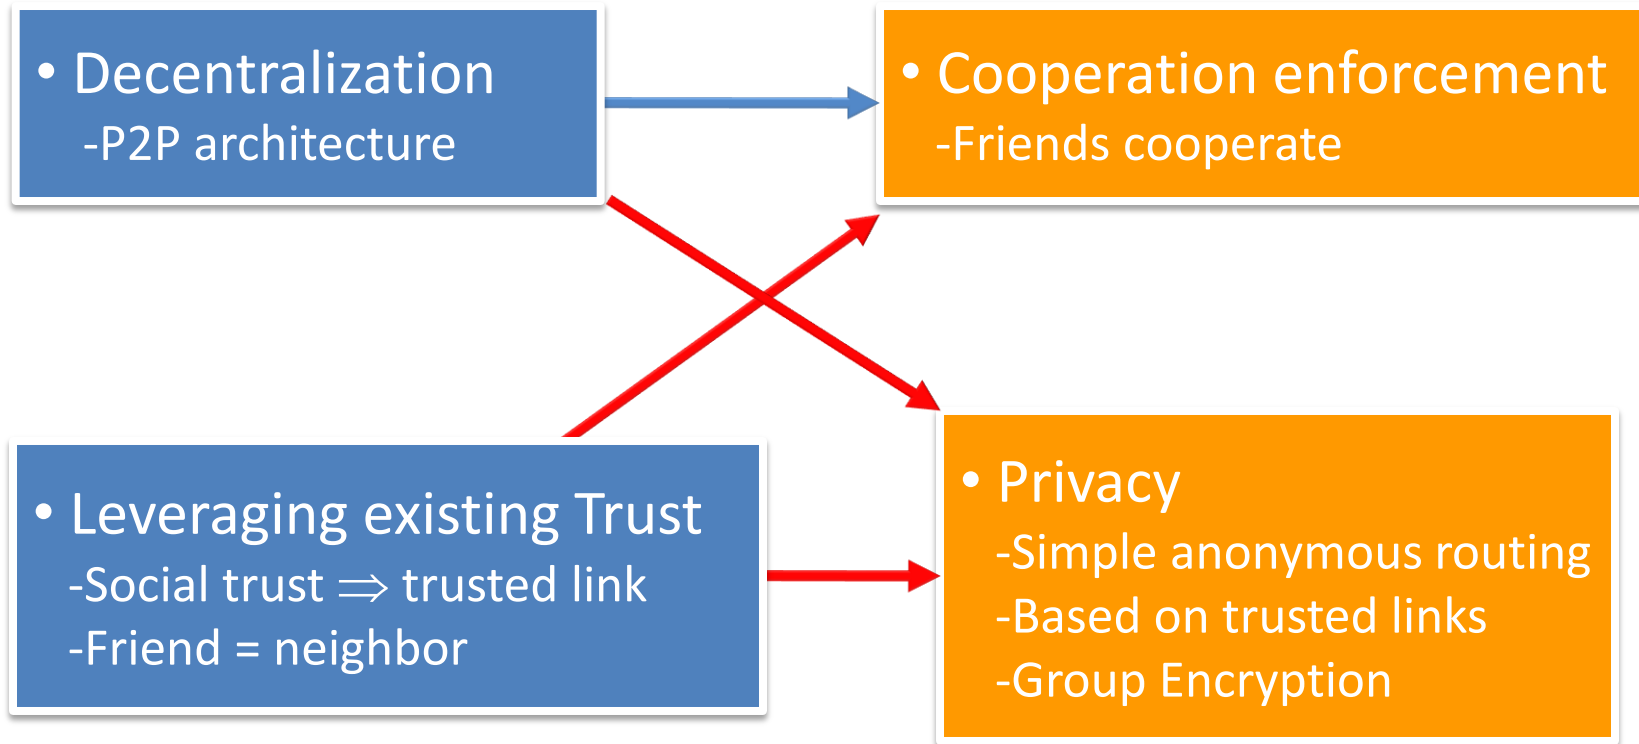 • Decentralization
-P2P architecture
• Cooperation enforcement
-Friends cooperate
• Leveraging existing Trust
-Social trust ⇒ trusted link
-Friend = neighbor
• Privacy
-Simple anonymous routing
-Based on trusted links
-Group Encryption